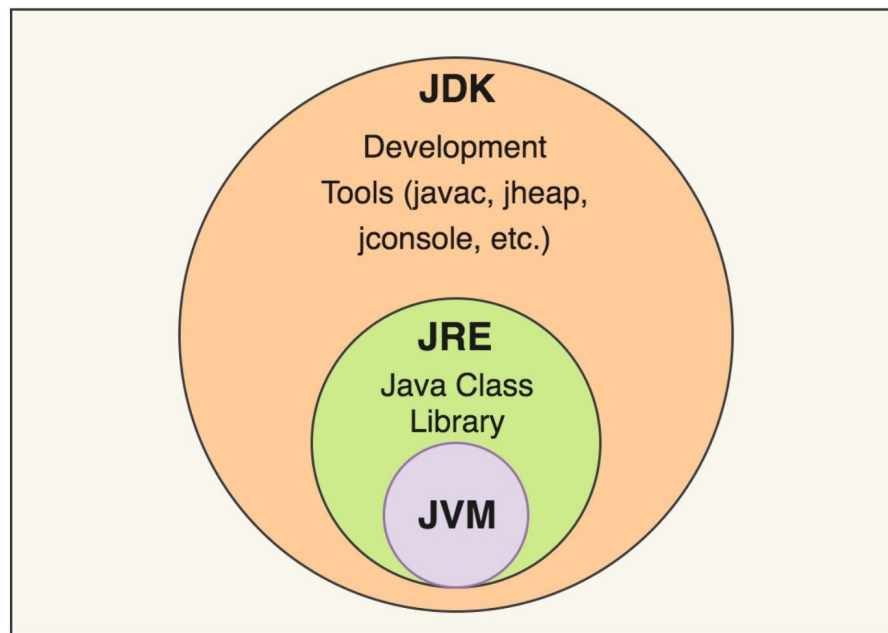 JDK
Development
Tools (javac, jheap,
jconsole, etc.)
JRE
Java Class
Library
JVM